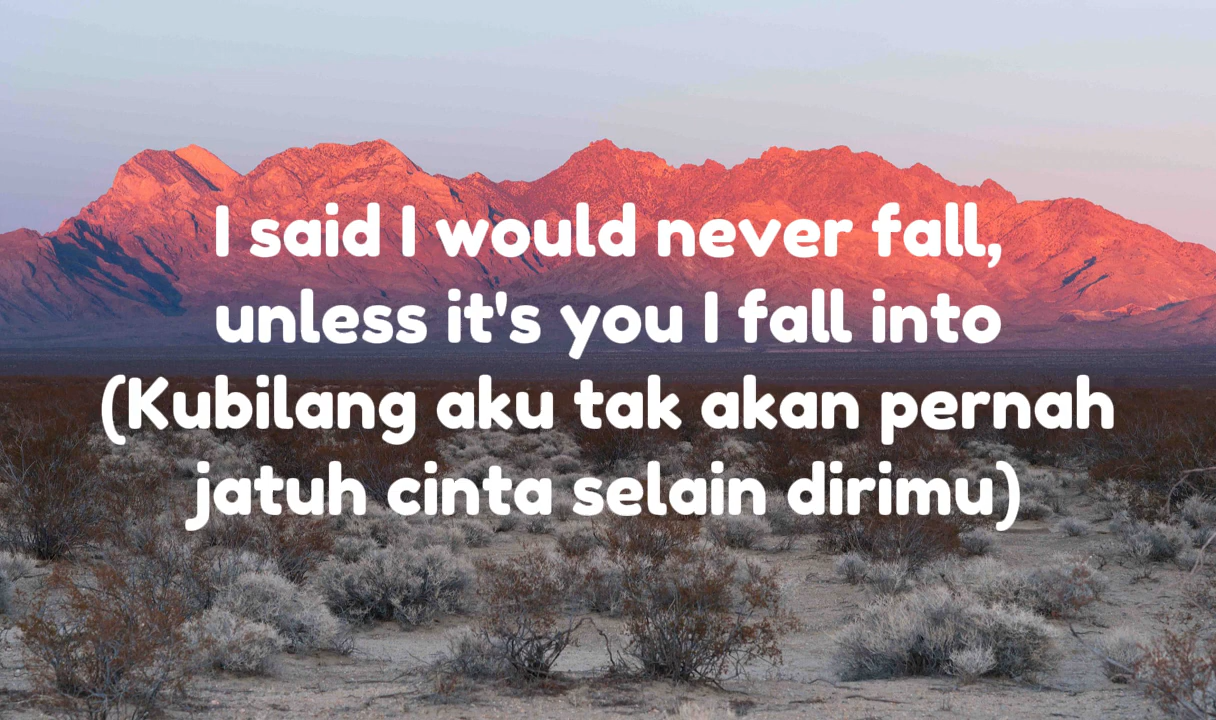 I said I would never fall,
unless it's you I fall into
(Kubilang aku tak akan pernah
jatuh cinta selain dirimu)